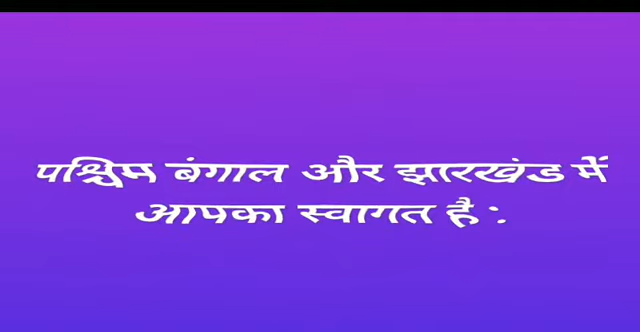 पश्चिम बंगाल और झारखंड में
आपका स्वागत है :.